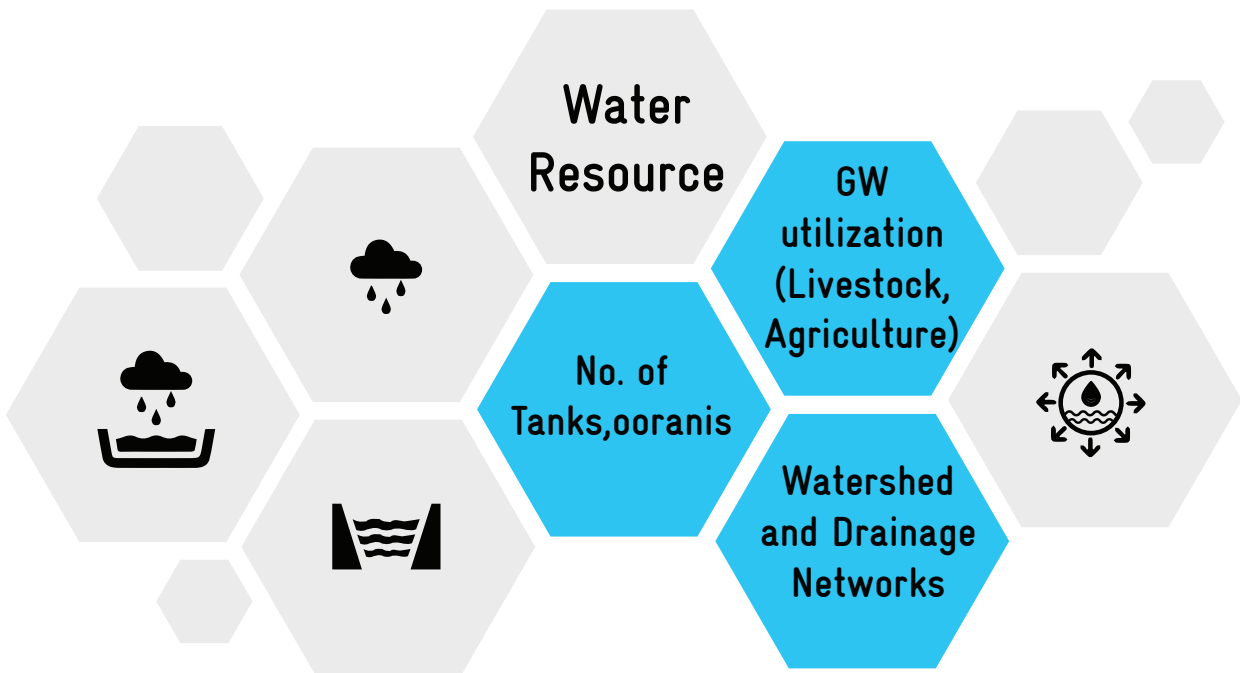 Water
Resource
GW
utilization
(Livestock,
Agriculture)
No. of
Tanks,ooranis
Watershed
and Drainage
Networks